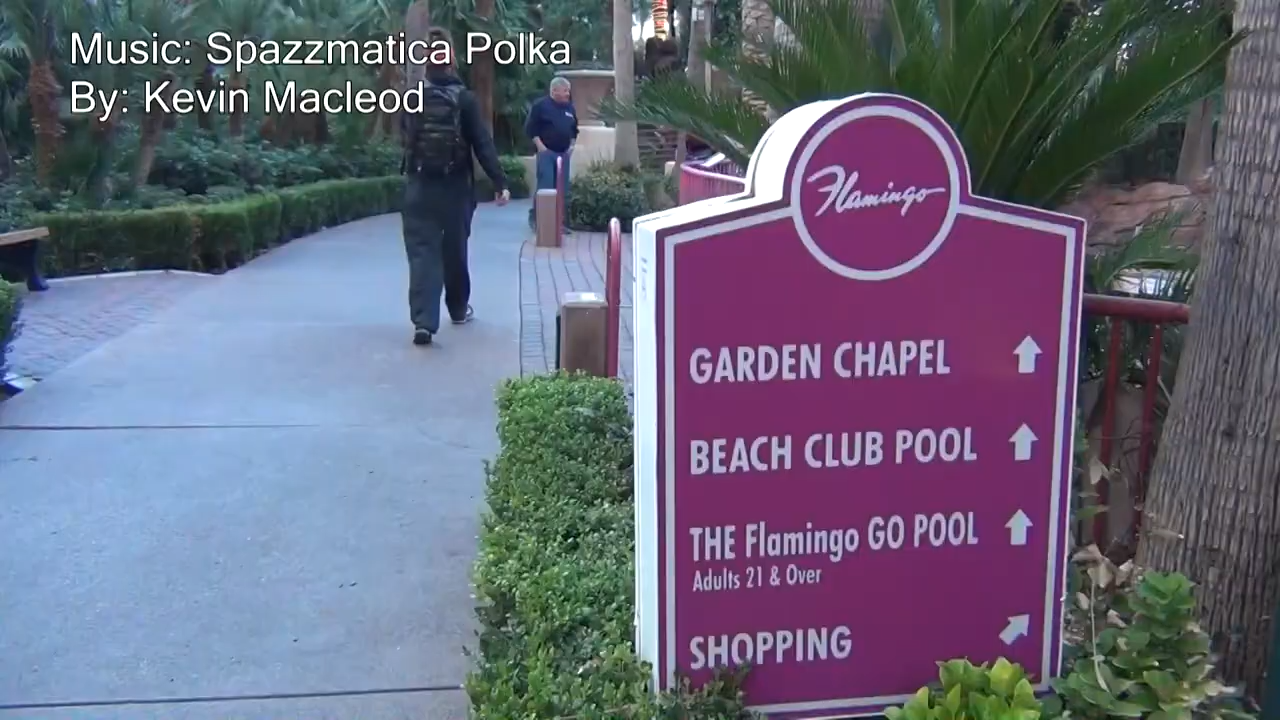 Music: Spazzmatica Polka
By: Kevin Macleod
Flamingo
GARDEN CHAPEL
BEACH CLUB POOL
THE Flamingo GO POOL
Adults 21 & Over
SHOPPING